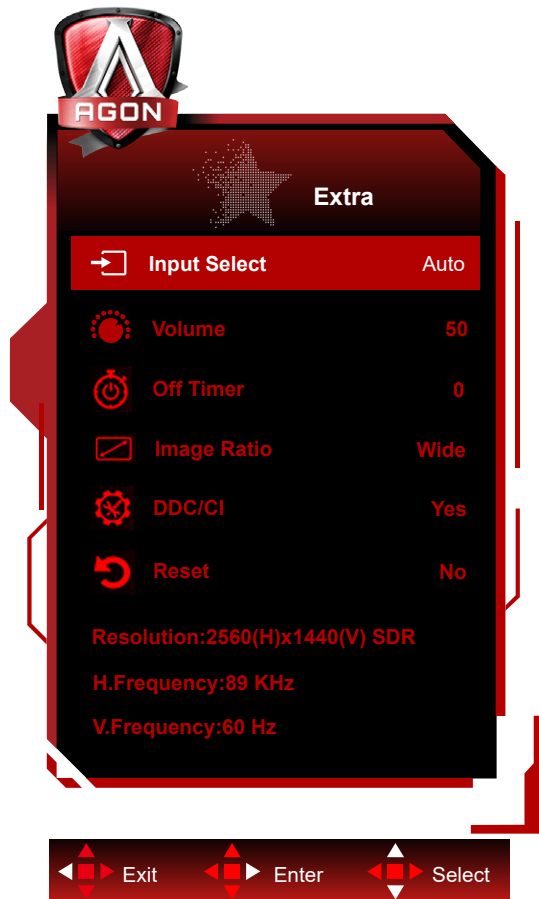 AGON
Extra
Input Select Auto
Volume 50
Off Timer 0
Image Ratio Wide
DDC/CI Yes
Reset No
Resolution:2560(H)x1440(V) SDR
H.Frequency:89 KHz
V.Frequency:60 Hz
Exit Enter Select